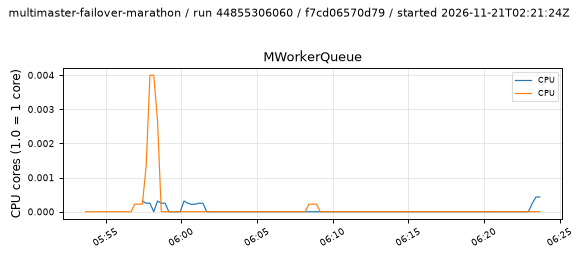 multimaster-failover-marathon / run 44855306060 / f7cd06570d79 / started 2026-11-21T02:21:24Z
MWorkerQueue
CPU cores (1.0 = 1 core)
0.004
0.003
0.002
0.001
0.000
CPU
CPU
05:55
06:00
06:05
06:10
06:15
06:20
06:25